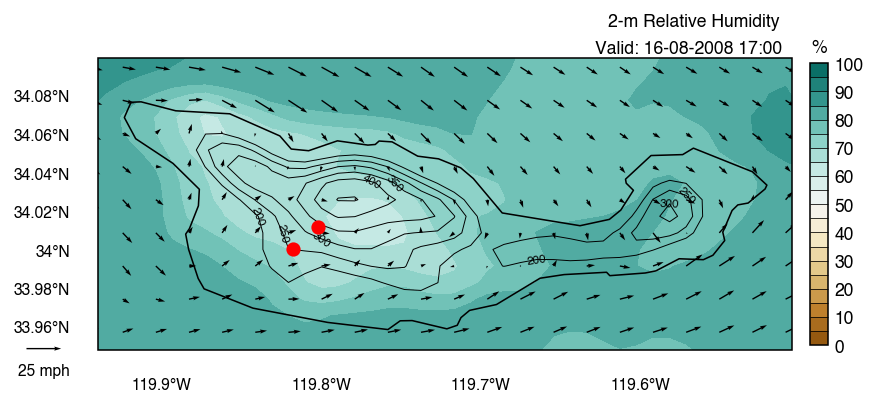 2-m Relative Humidity
Valid: 16-08-2008 17:00
%
100
90
80
70
60
50
40
30
20
10
0
34.08°N
34.06°N
34.04°N
34.02°N
34°N
33.98°N
33.96°N
25 mph
119.9°W 119.8°W 119.7°W 119.6°W
400
350
200
250
300
250
300
200